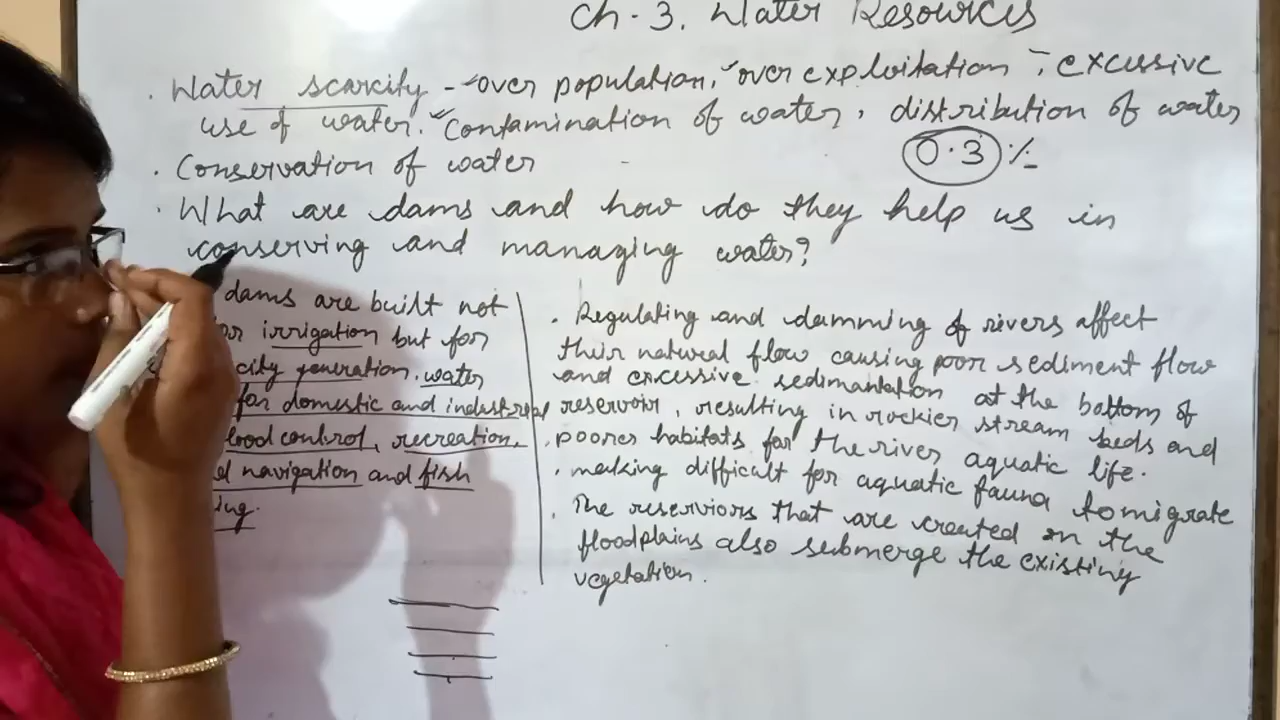 Ch-3. Water Resources
. Water scarcity - over population, over exploitation, excessive
use of water. Contamination of water, distribution of water
. Conservation of water
0.3 %
. What are dams and how do they help us in
conserving and managing water?
dams are built not
irrigation but for
city generation, water
for domestic and industrial
lood control, recreation,
d navigation and fish
ing.
. Regulating and damming of rivers affect
their natural flow causing poor sediment flow
and excessive sedimantation at the bottom of
reservoir, resulting in rockier stream beds and
. poorer habitats for the river aquatic life.
. making difficult for aquatic fauna to migrate
. The reserviors that are created on the
floodplains also submerge the existing
vegetation.